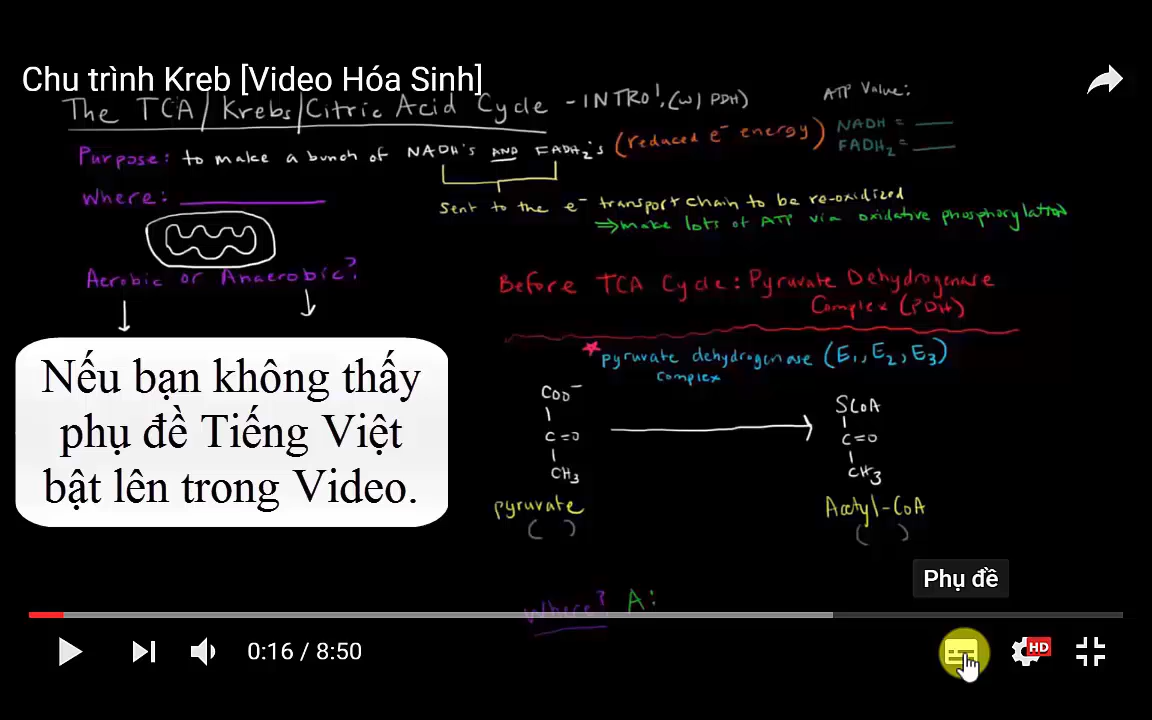 Chu trình Kreb [Video Hóa Sinh]
The TCA/Krebs/Citric Acid Cycle - INTRO! (w/ PDH)
ATP Value:
NADH =
FADH2 =
Purpose: to make a bunch of NADH's AND FADH2's (reduced e- energy)
Where:
Sent to the e- transport chain to be re-oxidized
⇒ make lots of ATP via oxidative phosphorylation
Aerobic or Anaerobic?
Before TCA Cycle: Pyruvate Dehydrogenase
Complex (PDH)
pyruvate dehydrogenase (E1, E2, E3)
complex
Nếu bạn không thấy
phụ đề Tiếng Việt
bật lên trong Video.
COO-
C=O
CH3
pyruvate
( )
SCoA
C=O
CH3
Acetyl-CoA
( )
Phụ đề
Where? A:
0:16 / 8:50
HD